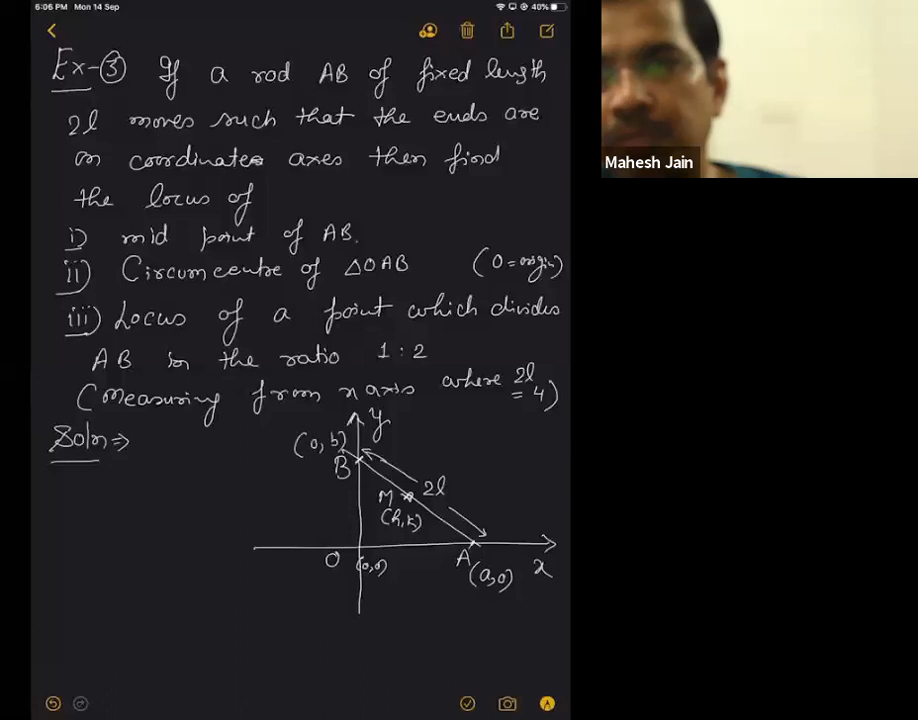 6:06 PM Mon 14 Sep
40%
Ex-③ If a rod AB of fixed length
2l moves such that the ends are
on coordinates axes then find
the locus of
i) mid point of AB.
ii) Circumcentre of △OAB (O = origin)
iii) Locus of a point which divides
AB in the ratio 1:2
(measuring from x axis where 2l = 4)
Soln ⇒
y
(0, b)
B
2l
M
(h, k)
O
(0,0)
A
(a,0)
x
Mahesh Jain